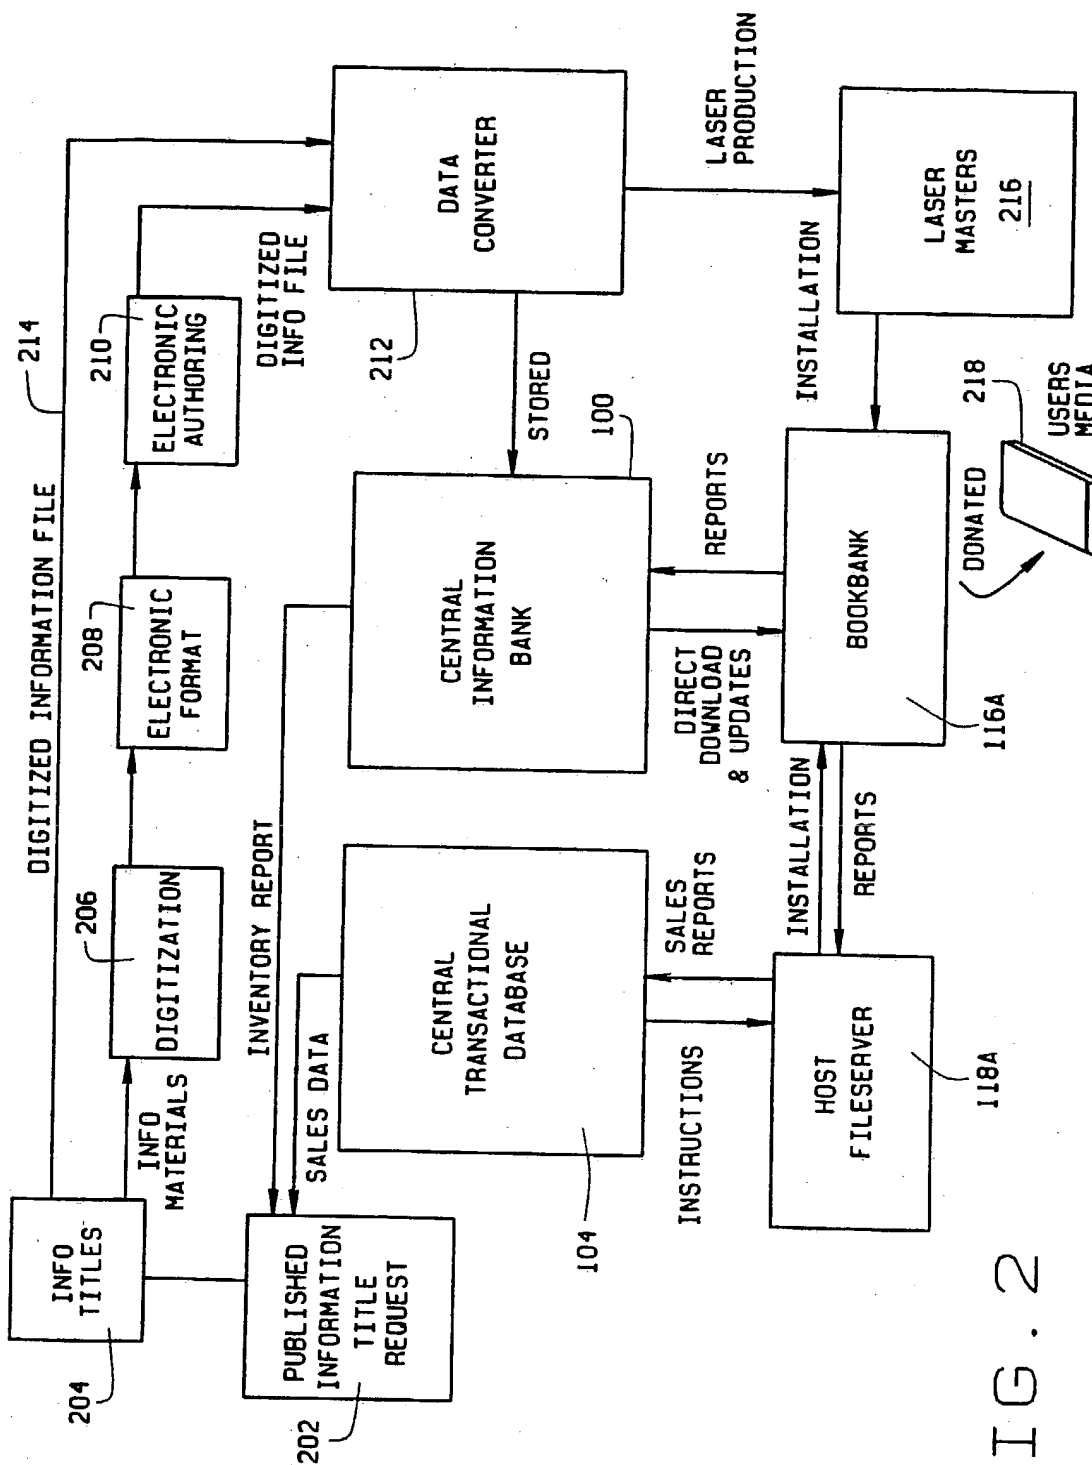 DIGITIZED INFORMATION FILE
214
INFO
TITLES
204
INFO
MATERIALS
DIGITIZATION
206
ELECTRONIC
FORMAT
208
ELECTRONIC
AUTHORING
210
DIGITIZED
INFO FILE
PUBLISHED
INFORMATION
TITLE
REQUEST
202
INVENTORY REPORT
SALES DATA
CENTRAL
TRANSACTIONAL
DATABASE
104
CENTRAL
INFORMATION
BANK
100
STORED
DATA
CONVERTER
212
LASER
PRODUCTION
INSTRUCTIONS
SALES
REPORTS
DIRECT
DOWNLOAD
& UPDATES
REPORTS
HOST
FILESERVER
118A
INSTALLATION
REPORTS
BOOKBANK
116A
INSTALLATION
LASER
MASTERS
216
DONATED
218
USERS
MEDIA
IG. 2